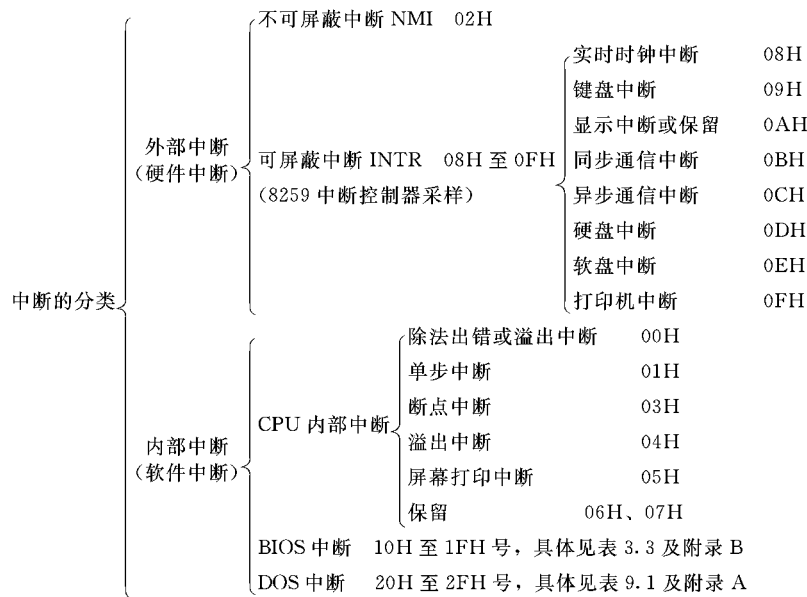 不可屏蔽中断 NMI 02H
实时时钟中断 08H
键盘中断 09H
显示中断或保留 0AH
外部中断
(硬件中断)
可屏蔽中断 INTR 08H 至 0FH
(8259 中断控制器采样)
同步通信中断 0BH
异步通信中断 0CH
硬盘中断 0DH
软盘中断 0EH
打印机中断 0FH
中断的分类
除法出错或溢出中断 00H
单步中断 01H
断点中断 03H
CPU 内部中断
内部中断
(软件中断)
溢出中断 04H
屏幕打印中断 05H
保留 06H、07H
BIOS 中断 10H 至 1FH 号，具体见表 3.3 及附录 B
DOS 中断 20H 至 2FH 号，具体见表 9.1 及附录 A